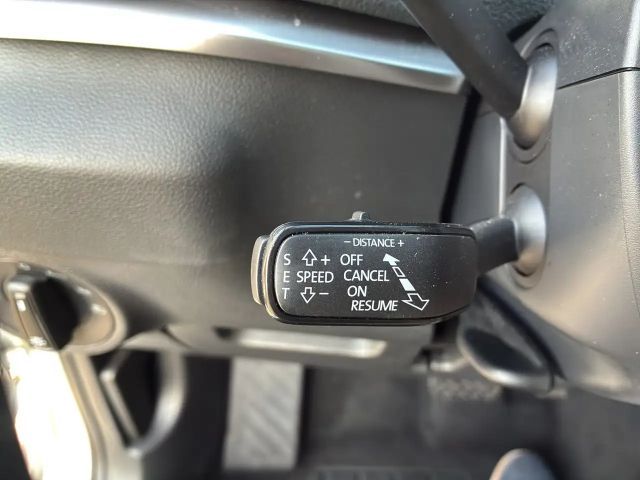 − DISTANCE +
S + OFF
E SPEED CANCEL
T − ON
RESUME